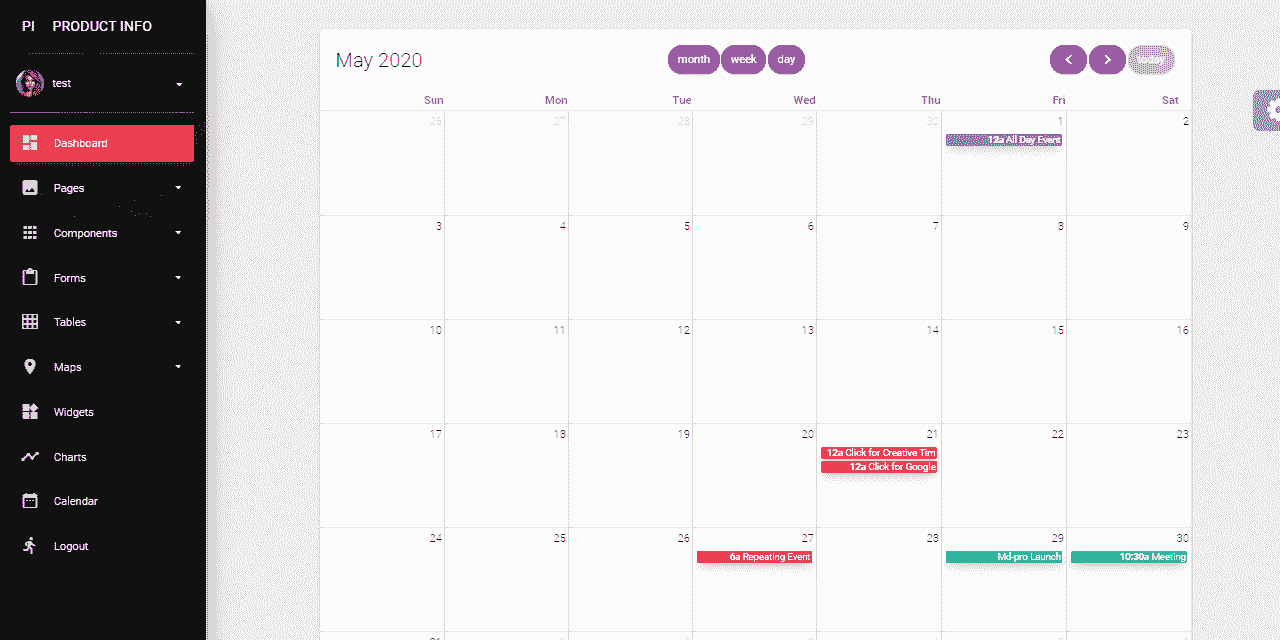 PI PRODUCT INFO
test
Dashboard
Pages
Components
Forms
Tables
Maps
Widgets
Charts
Calendar
Logout
May 2020
month week day
today
Sun Mon Tue Wed Thu Fri Sat
26 27 28 29 30 1 2
12a All Day Event
3 4 5 6 7 8 9
10 11 12 13 14 15 16
17 18 19 20 21 22 23
12a Click for Creative Tim
12a Click for Google
24 25 26 27 28 29 30
6a Repeating Event Md-pro Launch 10:30a Meeting